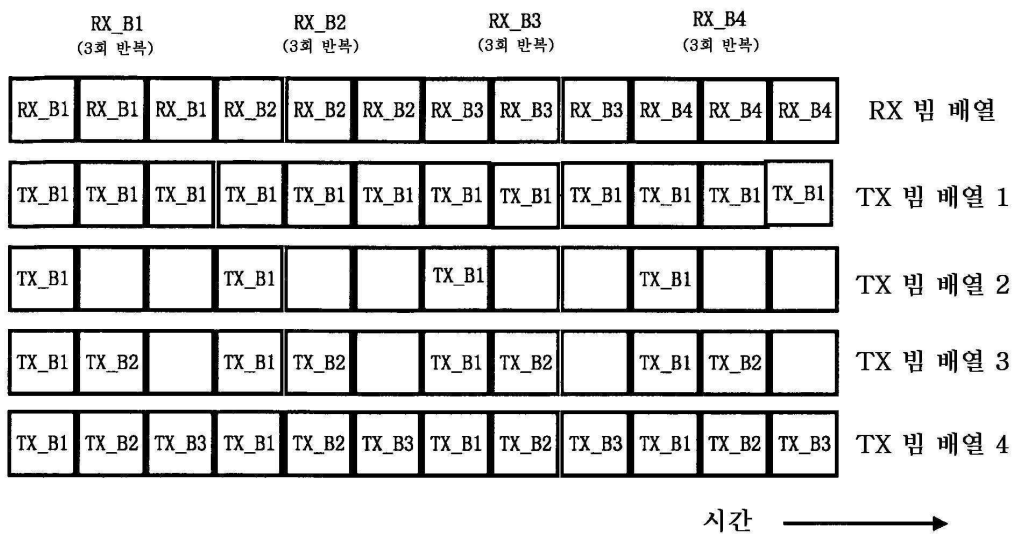 RX_B1 RX_B2 RX_B3 RX_B4
(3회 반복) (3회 반복) (3회 반복) (3회 반복)
RX_B1 RX_B1 RX_B1 RX_B2 RX_B2 RX_B2 RX_B3 RX_B3 RX_B3 RX_B4 RX_B4 RX_B4 RX 빔 배열
TX_B1 TX_B1 TX_B1 TX_B1 TX_B1 TX_B1 TX_B1 TX_B1 TX_B1 TX_B1 TX_B1 TX_B1 TX 빔 배열 1
TX_B1 TX_B1 TX_B1 TX_B1 TX 빔 배열 2
TX_B1 TX_B2 TX_B1 TX_B2 TX_B1 TX_B2 TX_B1 TX_B2 TX 빔 배열 3
TX_B1 TX_B2 TX_B3 TX_B1 TX_B2 TX_B3 TX_B1 TX_B2 TX_B3 TX_B1 TX_B2 TX_B3 TX 빔 배열 4
시간